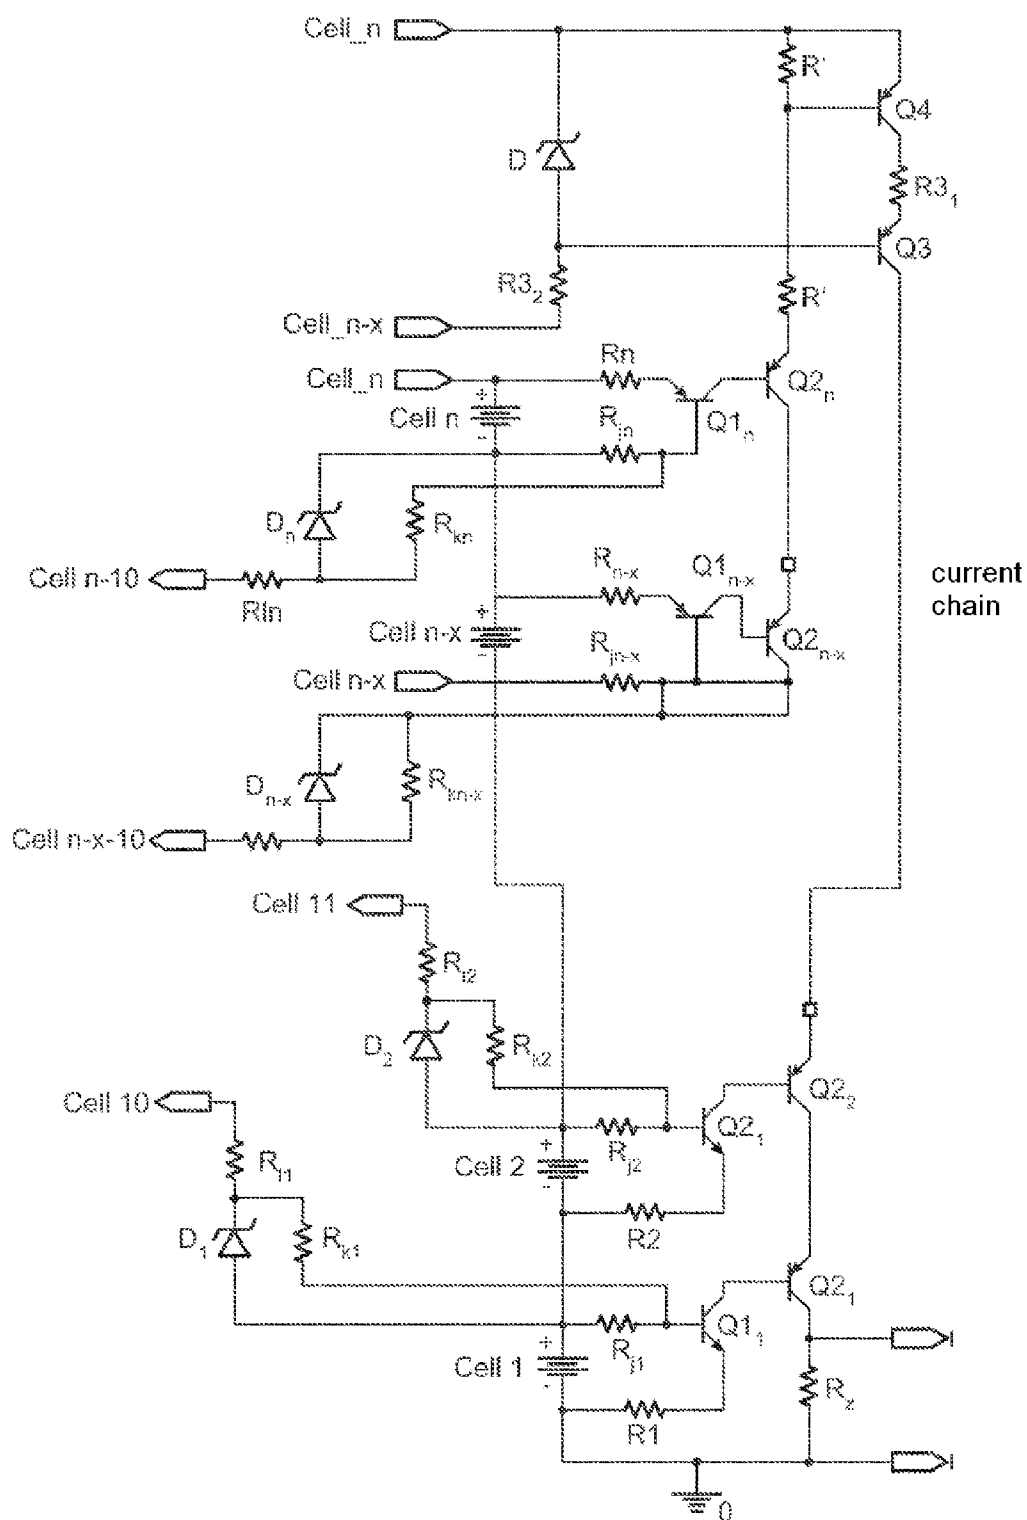 Cell_n
R'
Q4
D
R3₁
Q3
R3₂
R'
Cell_n-x
Rn
Cell_n
Q2ₙ
+
Cell n
-
Rⱼₙ
Q1ₙ
Dₙ
Rₖₙ
Cell n-10
Rln
Rₙ₋ₓ
Q1ₙ₋ₓ
current
chain
+
Cell n-x
-
Q2ₙ₋ₓ
Rⱼₙ₋ₓ
Cell n-x
Dₙ₋ₓ
Rₖₙ₋ₓ
Cell n-x-10
Cell 11
Rₗ₂
D₂
Rₖ₂
Cell 10
Q2₂
Q2₁
+
Cell 2
-
Rⱼ₂
Rₗ₁
D₁
Rₖ₁
R2
Q2₁
Q1₁
+
Cell 1
-
Rⱼ₁
R1
R_z
0